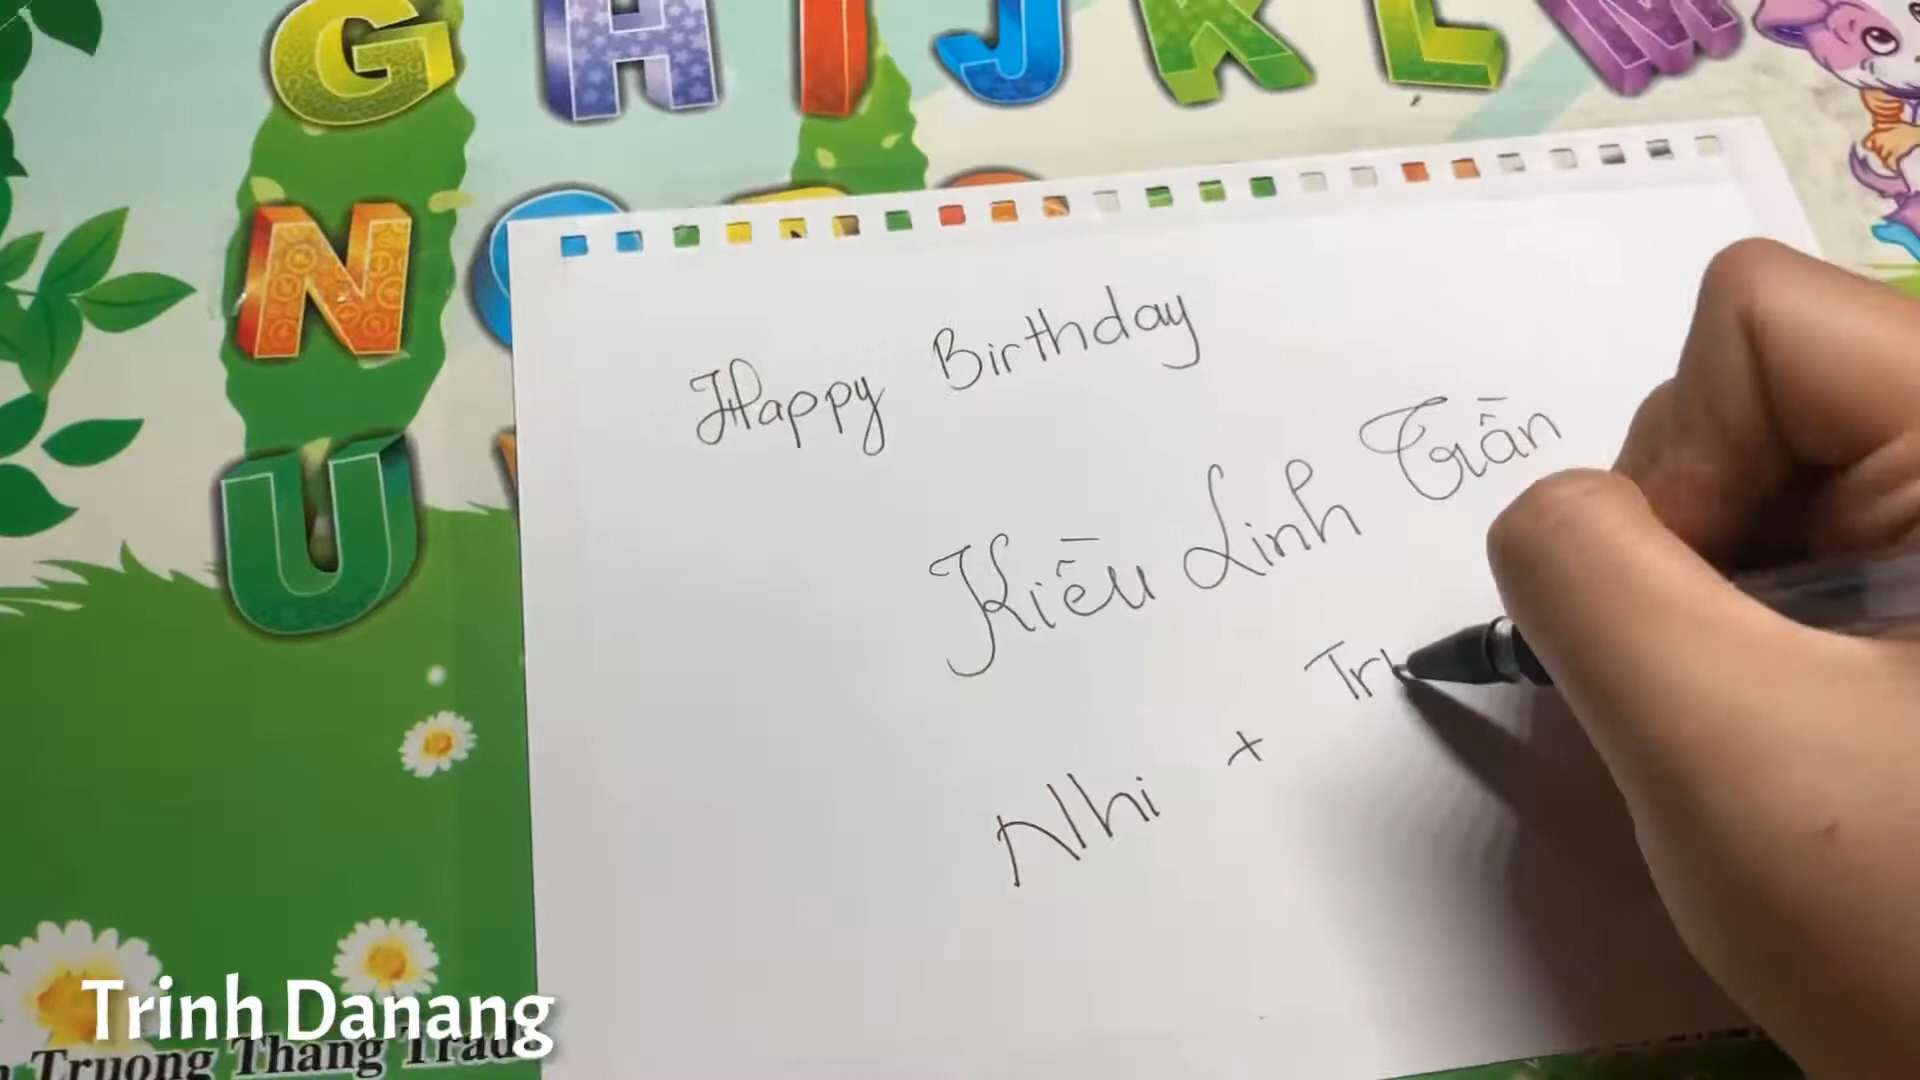 G H I J K L M
N
U
Happy Birthday
Kiều Linh Trần
Nhi + Tr
Trinh Danang
Truong Thang Trad